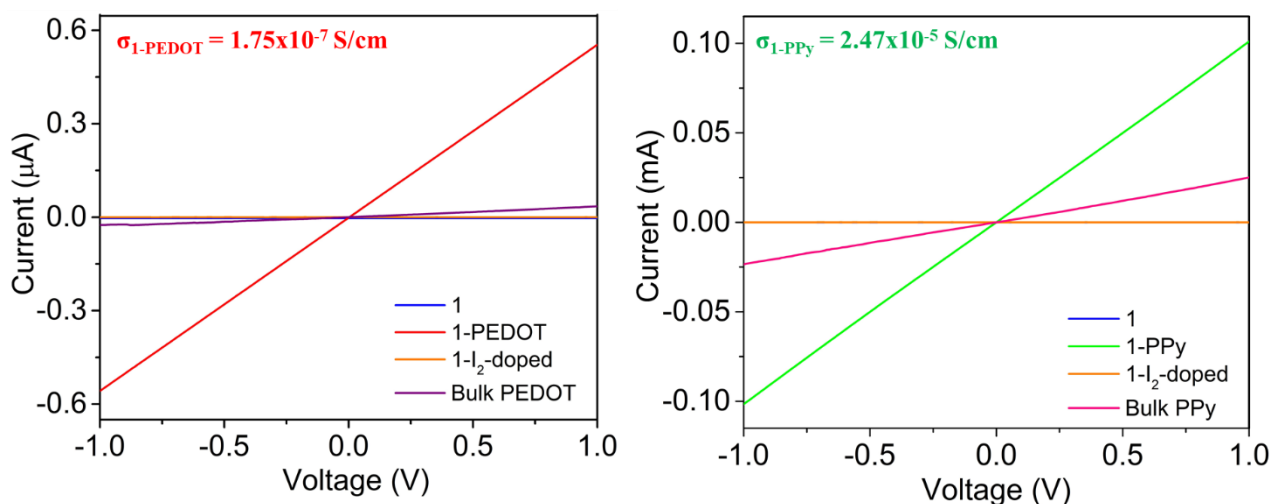 σ1-PEDOT = 1.75x10-7 S/cm
0.6
0.3
0.0
-0.3
-0.6
Current (μA)
1
1-PEDOT
1-I2-doped
Bulk PEDOT
-1.0 -0.5 0.0 0.5 1.0
Voltage (V)
σ1-PPy = 2.47x10-5 S/cm
0.10
0.05
0.00
-0.05
-0.10
Current (mA)
1
1-PPy
1-I2-doped
Bulk PPy
-1.0 -0.5 0.0 0.5 1.0
Voltage (V)